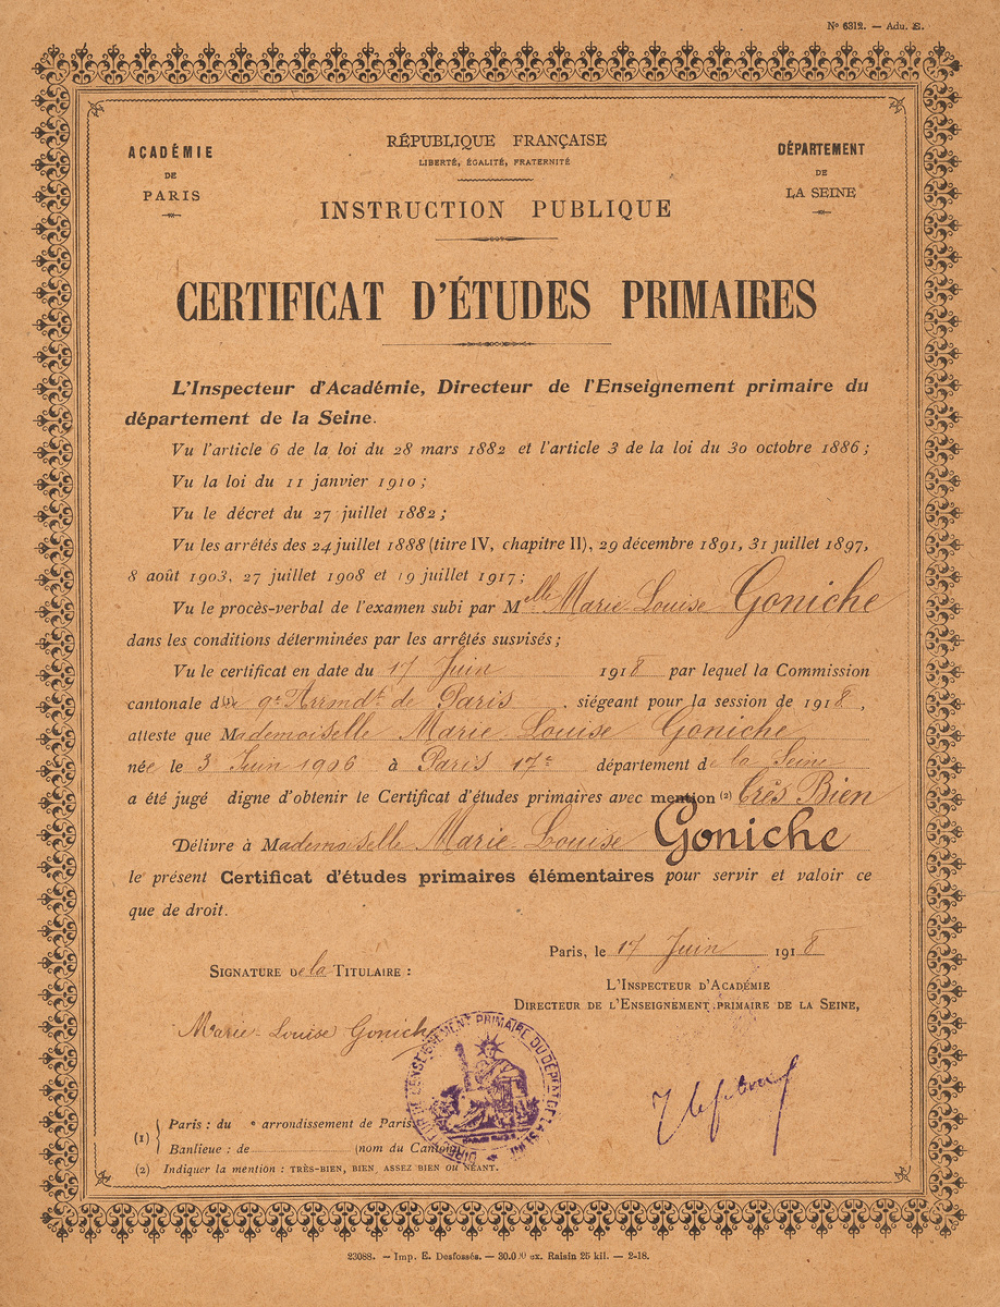 Nº 6312. — Adu. E.
ACADÉMIE
DE
PARIS
RÉPUBLIQUE FRANÇAISE
LIBERTÉ, ÉGALITÉ, FRATERNITÉ
INSTRUCTION PUBLIQUE
DÉPARTEMENT
DE
LA SEINE
CERTIFICAT D'ÉTUDES PRIMAIRES
L'Inspecteur d'Académie, Directeur de l'Enseignement primaire du
département de la Seine.
Vu l'article 6 de la loi du 28 mars 1882 et l'article 3 de la loi du 30 octobre 1886 ;
Vu la loi du 11 janvier 1910 ;
Vu le décret du 27 juillet 1882 ;
Vu les arrêtés des 24 juillet 1888 (titre IV, chapitre II), 29 décembre 1891, 31 juillet 1897,
8 août 1903, 27 juillet 1908 et 19 juillet 1917 ;
Vu le procès-verbal de l'examen subi par Melle Marie-Louise Goniche
dans les conditions déterminées par les arrêtés susvisés ;
Vu le certificat en date du 17 Juin 1918 par lequel la Commission
cantonale d(1)u 9e Arrmdt de Paris . siégeant pour la session de 1918 ,
atteste que Mademoiselle Marie Louise Goniche
née le 3 Juin 1906 à Paris 17e département de la Seine
a été jugé digne d'obtenir le Certificat d'études primaires avec mention (2) Très Bien
Délivré à Mademoiselle Marie-Louise Goniche
le présent Certificat d'études primaires élémentaires pour servir et valoir ce
que de droit.
Paris, le 17 Juin 1918
SIGNATURE DE la TITULAIRE :
L'INSPECTEUR D'ACADÉMIE
DIRECTEUR DE L'ENSEIGNEMENT PRIMAIRE DE LA SEINE,
Marie-Louise Goniche
DIRECTION DE L'ENSEIGNEMENT PRIMAIRE DU DÉPT DE LA SEINE
(1) Paris : du e arrondissement de Paris
Banlieue : de (nom du Canton)
(2) Indiquer la mention : TRÈS-BIEN, BIEN, ASSEZ BIEN OU NÉANT.
23088. — Imp. E. Desfossés. — 30.000 ex. Raisin 25 kil. — 2-18.